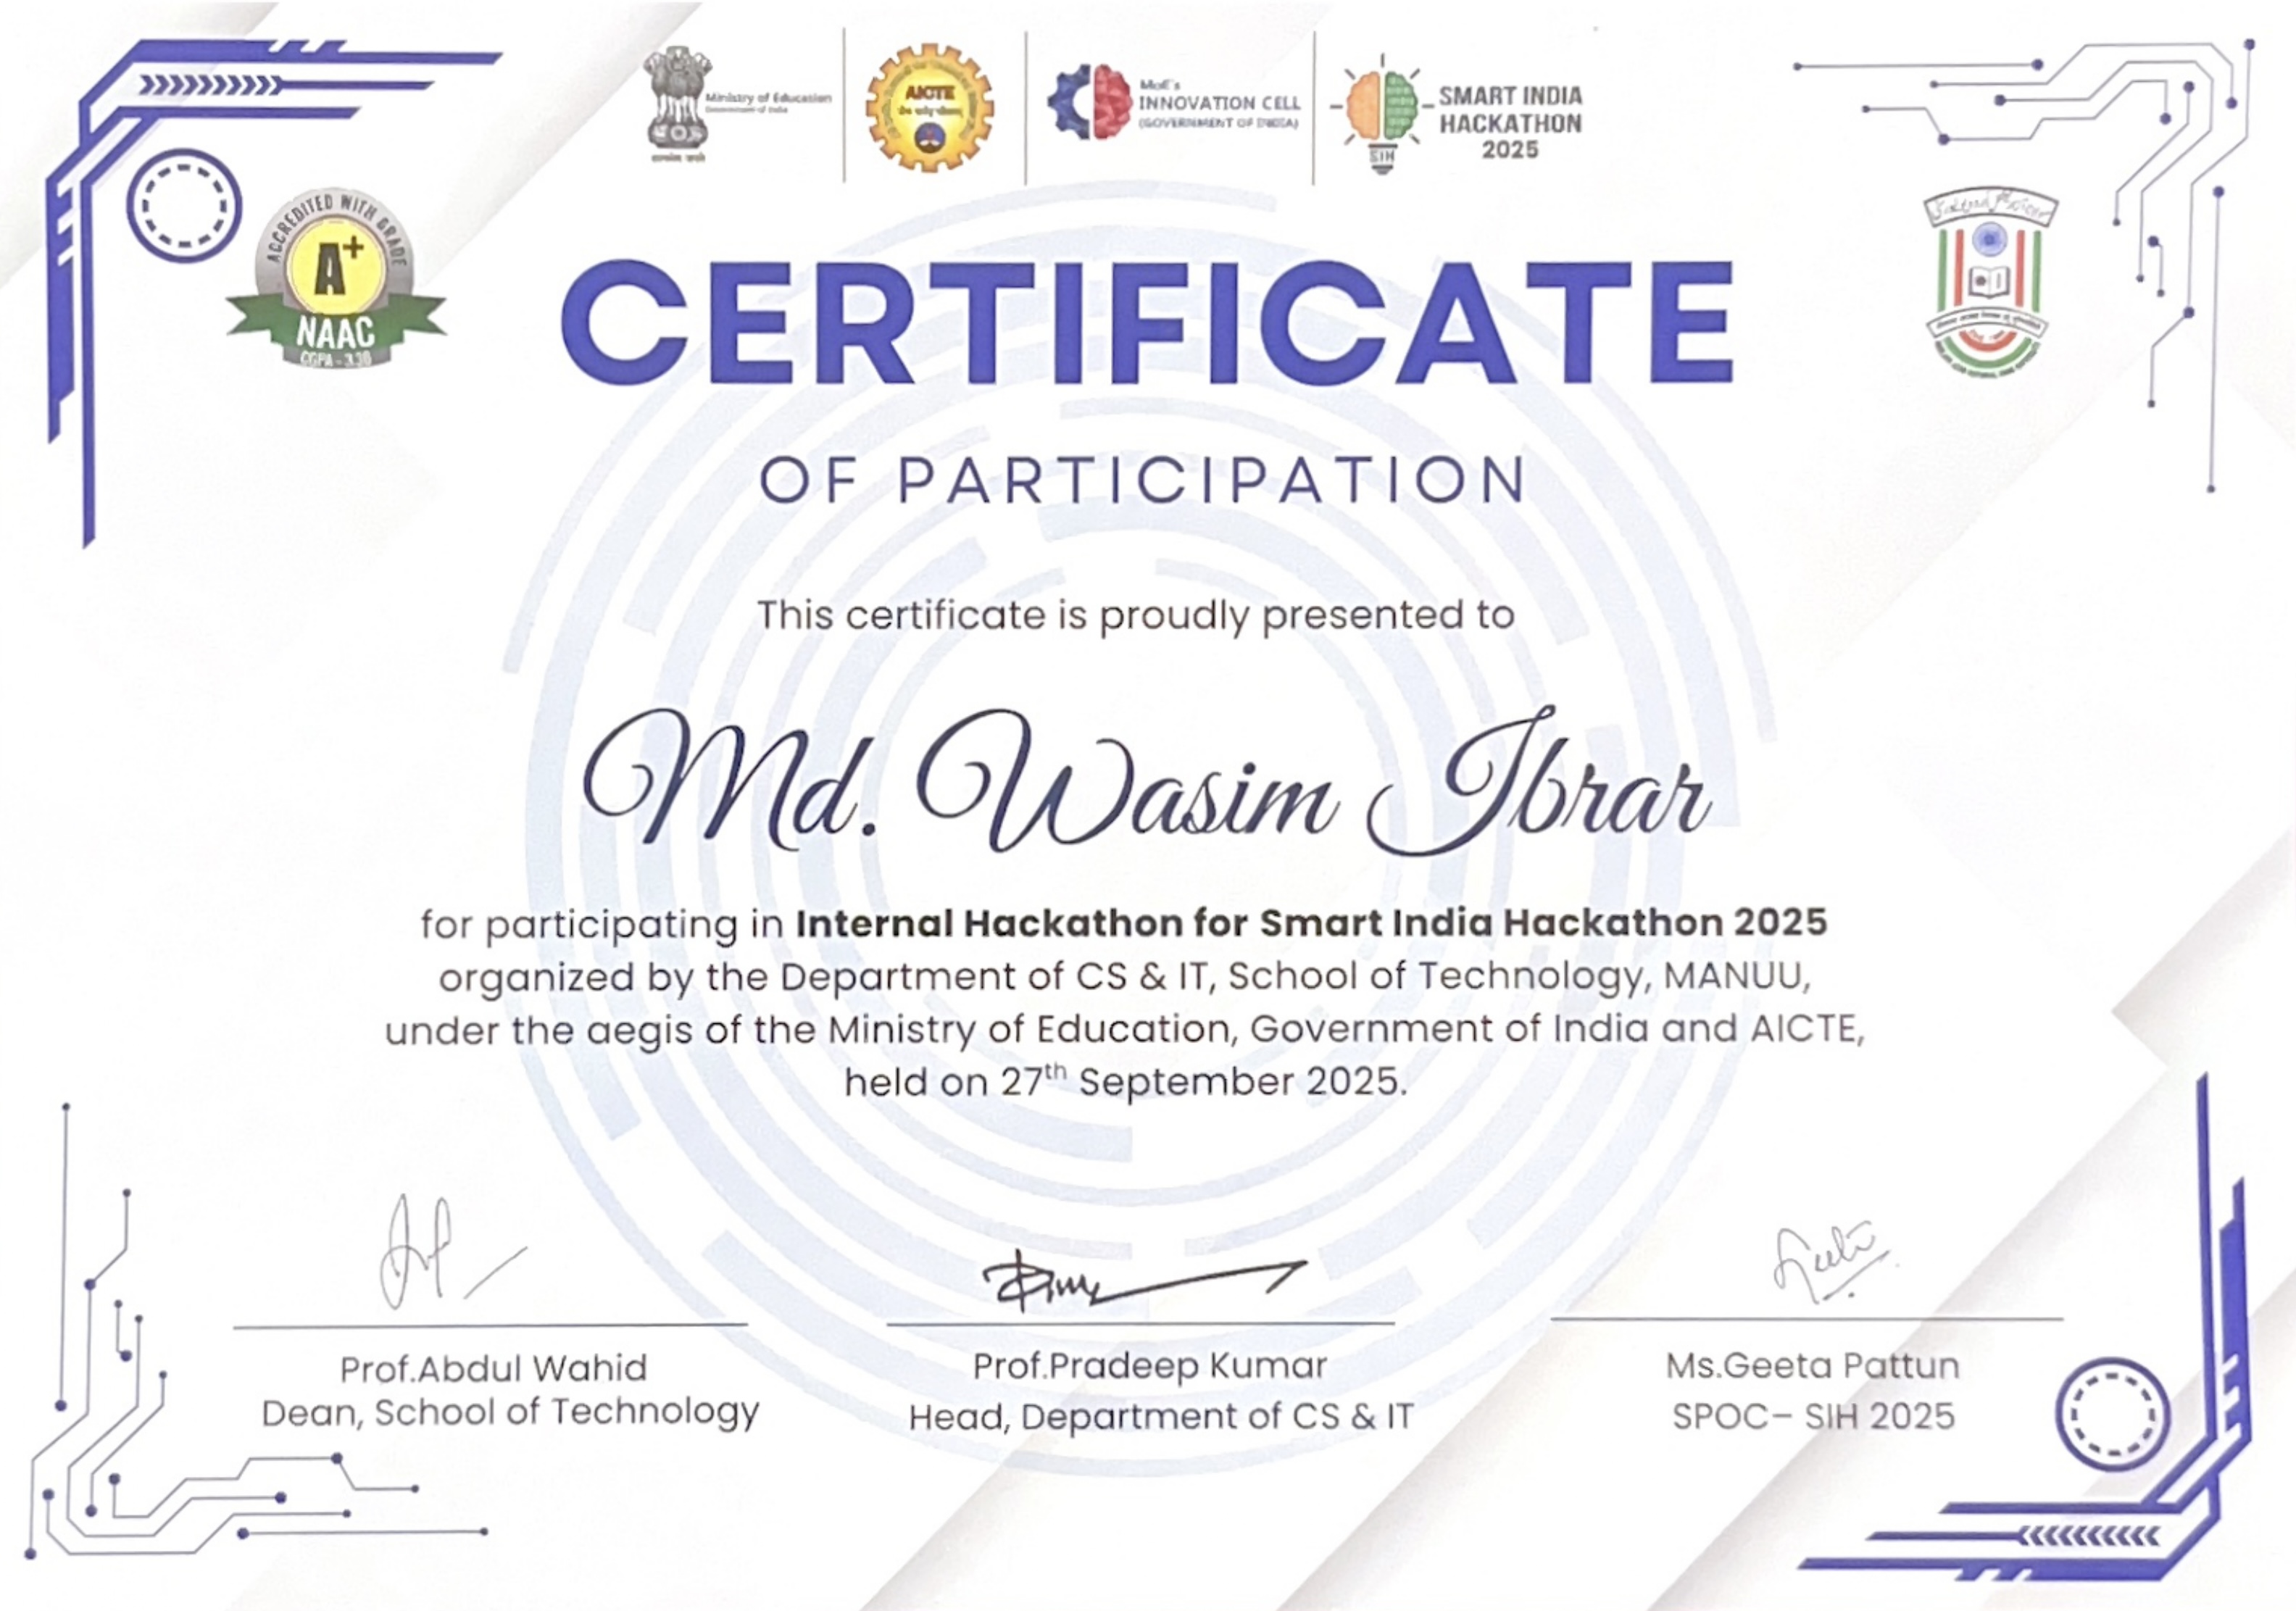 Ministry of Education
Government of India
सत्यमेव जयते
AICTE
MoE's
INNOVATION CELL
(GOVERNMENT OF INDIA)
SIH
SMART INDIA
HACKATHON
2025
ACCREDITED WITH GRADE
A+
NAAC
CGPA - 3.36
CERTIFICATE
OF PARTICIPATION
This certificate is proudly presented to
Md. Wasim Ibrar
for participating in Internal Hackathon for Smart India Hackathon 2025
organized by the Department of CS & IT, School of Technology, MANUU,
under the aegis of the Ministry of Education, Government of India and AICTE,
held on 27th September 2025.
Prof.Abdul Wahid
Dean, School of Technology
Prof.Pradeep Kumar
Head, Department of CS & IT
Ms.Geeta Pattun
SPOC– SIH 2025